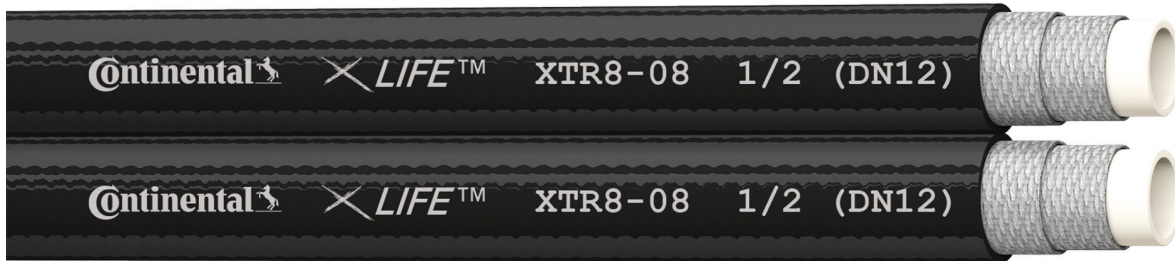 Continental XLIFE™ XTR8-08 1/2 (DN12)
Continental XLIFE™ XTR8-08 1/2 (DN12)